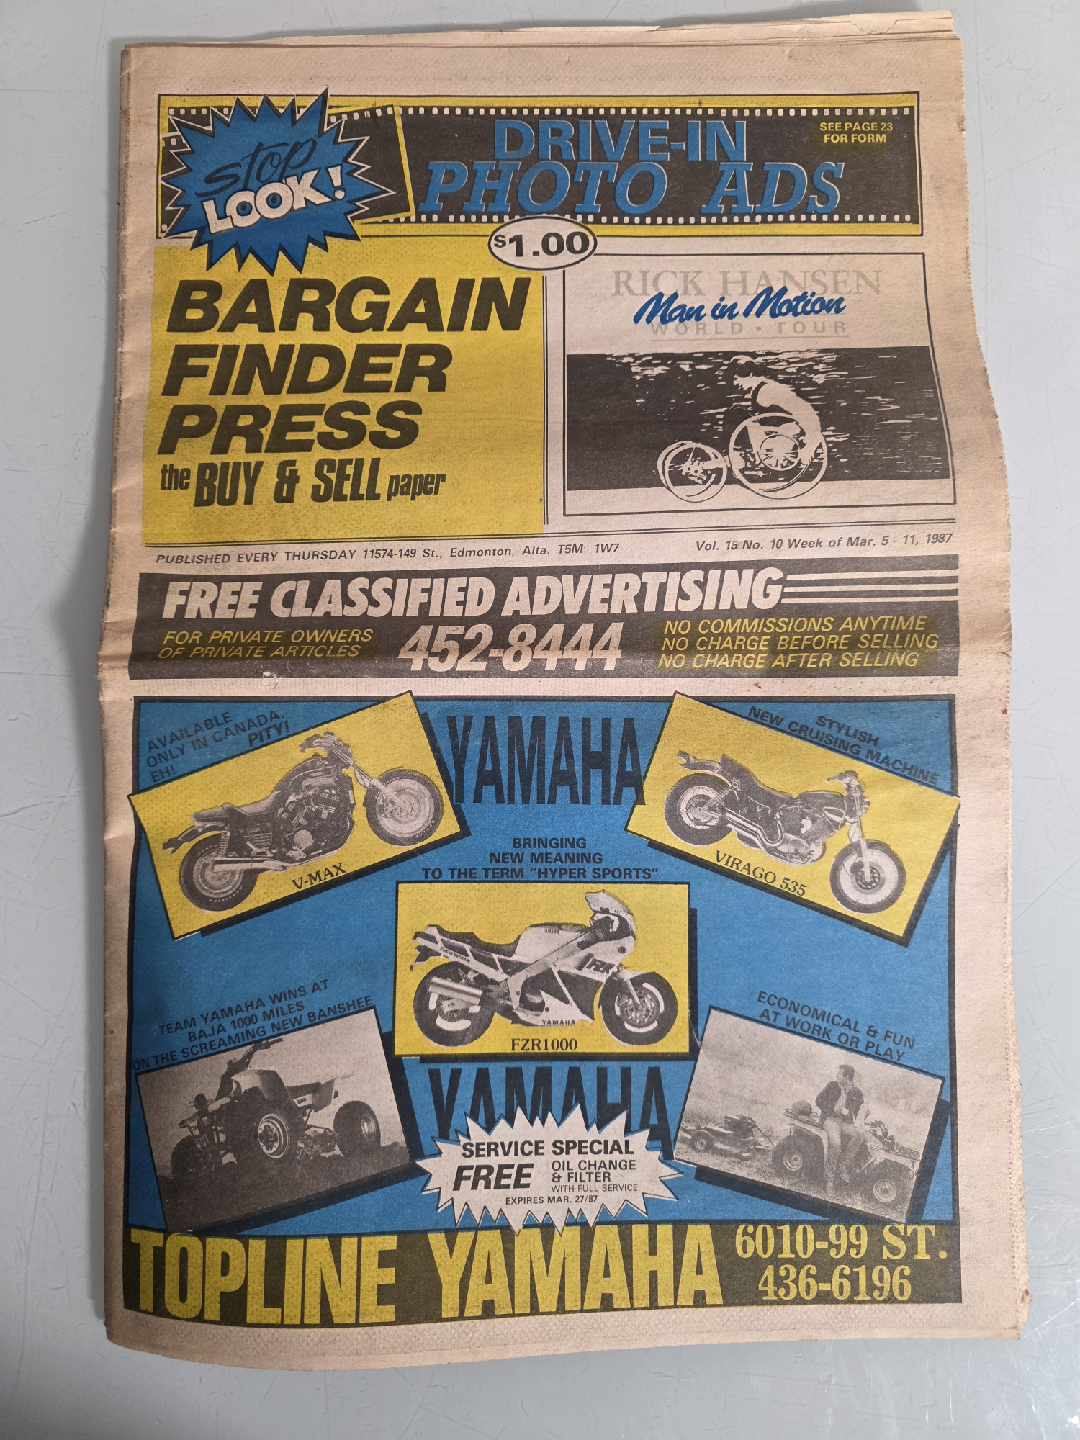 stop
LOOK!
DRIVE-IN
PHOTO ADS
SEE PAGE 23
FOR FORM
$1.00
BARGAIN
FINDER
PRESS
the BUY & SELL paper
RICK HANSEN
Man in Motion
WORLD • TOUR
PUBLISHED EVERY THURSDAY 11574-149 St., Edmonton, Alta. T5M 1W7
Vol. 15 No. 10 Week of Mar. 5 - 11, 1987
FREE CLASSIFIED ADVERTISING
FOR PRIVATE OWNERS
OF PRIVATE ARTICLES
452-8444
NO COMMISSIONS ANYTIME
NO CHARGE BEFORE SELLING
NO CHARGE AFTER SELLING
AVAILABLE
ONLY IN CANADA,
EH! PITY!
V-MAX
YAMAHA
STYLISH
NEW CRUISING MACHINE
VIRAGO 535
BRINGING
NEW MEANING
TO THE TERM "HYPER SPORTS"
FZR
YAMAHA
FZR1000
TEAM YAMAHA WINS AT
BAJA 1000 MILES
ON THE SCREAMING NEW BANSHEE
ECONOMICAL & FUN
AT WORK OR PLAY
YAMAHA
SERVICE SPECIAL
FREE OIL CHANGE
& FILTER
WITH FULL SERVICE
EXPIRES MAR. 27/87
TOPLINE YAMAHA
6010-99 ST.
436-6196